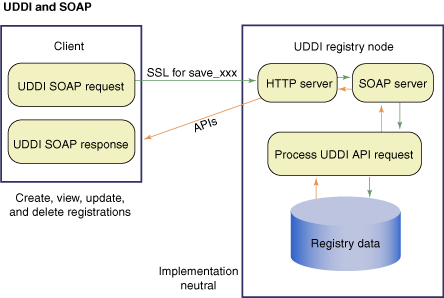 UDDI and SOAP
Client
UDDI SOAP request
UDDI SOAP response
Create, view, update,
and delete registrations
SSL for save_xxx
APIs
UDDI registry node
HTTP server
SOAP server
Process UDDI API request
Registry data
Implementation
neutral